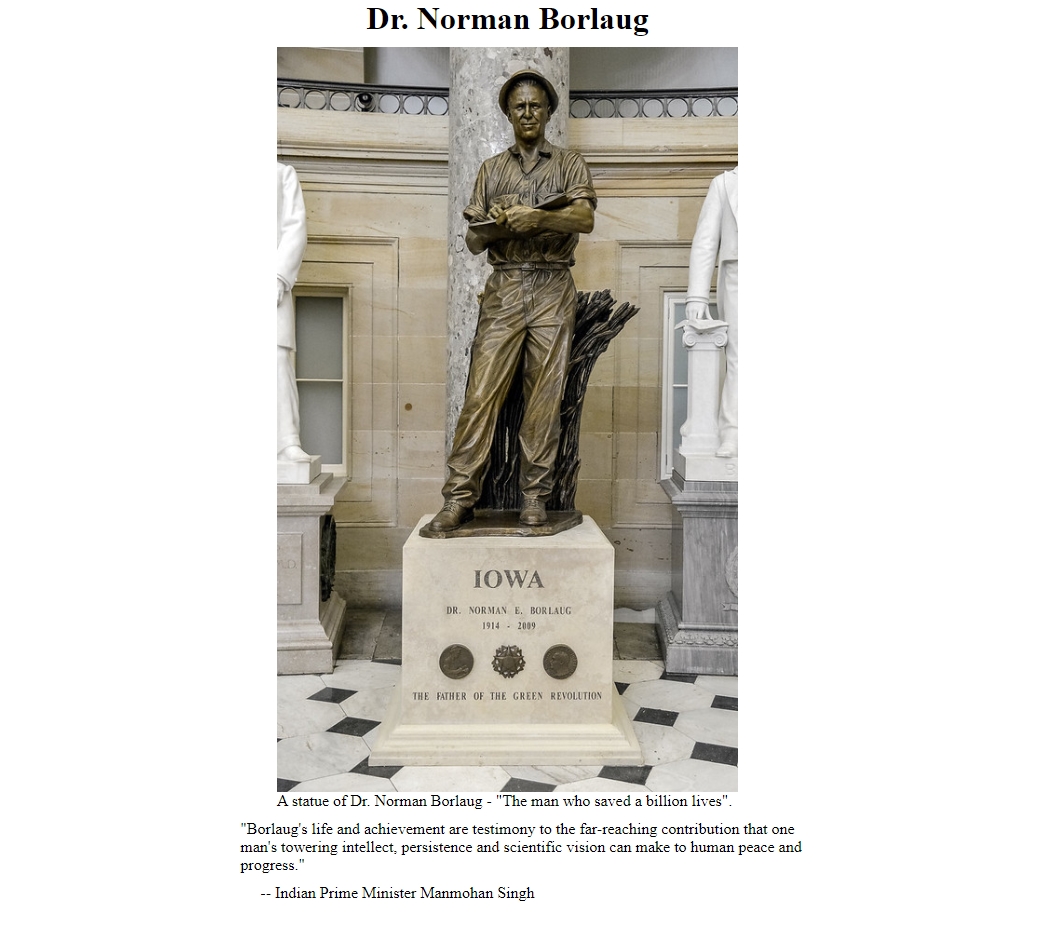 Dr. Norman Borlaug
IOWA
DR. NORMAN E. BORLAUG
1914 - 2009
THE FATHER OF THE GREEN REVOLUTION
A statue of Dr. Norman Borlaug - "The man who saved a billion lives".
"Borlaug's life and achievement are testimony to the far-reaching contribution that one
man's towering intellect, persistence and scientific vision can make to human peace and
progress."
-- Indian Prime Minister Manmohan Singh